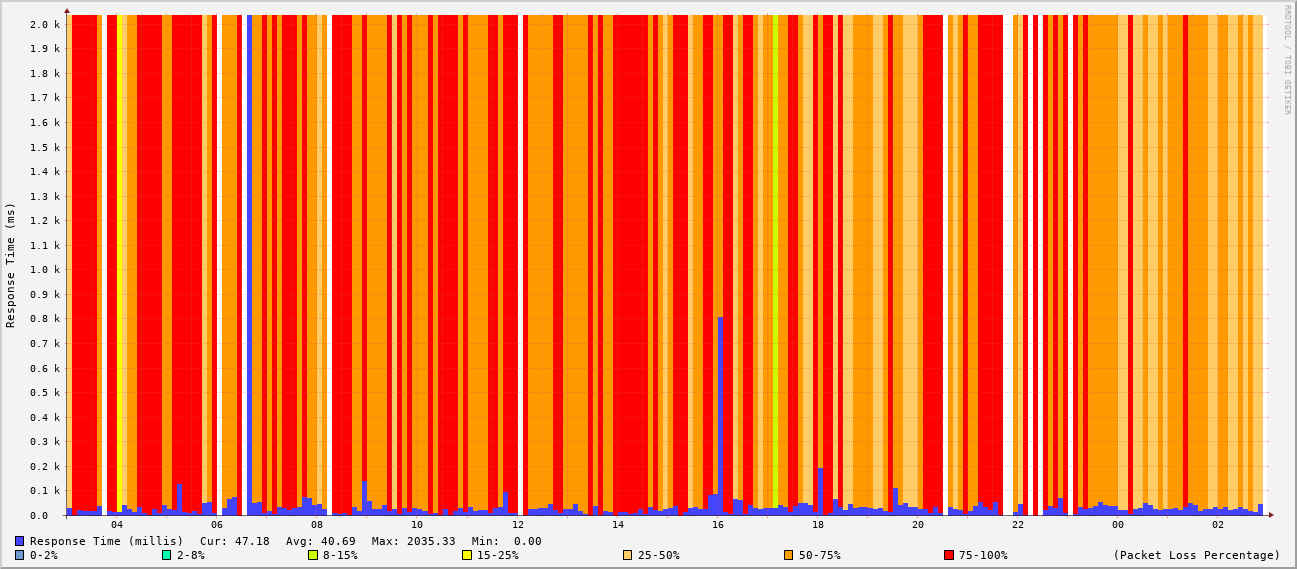 RRDTOOL / TOBI OETIKER
Response Time (ms)
2.0 k
1.9 k
1.8 k
1.7 k
1.6 k
1.5 k
1.4 k
1.3 k
1.2 k
1.1 k
1.0 k
0.9 k
0.8 k
0.7 k
0.6 k
0.5 k
0.4 k
0.3 k
0.2 k
0.1 k
0.0
04 06 08 10 12 14 16 18 20 22 00 02
Response Time (millis) Cur: 47.18 Avg: 40.69 Max: 2035.33 Min: 0.00
0-2% 2-8% 8-15% 15-25% 25-50% 50-75% 75-100% (Packet Loss Percentage)